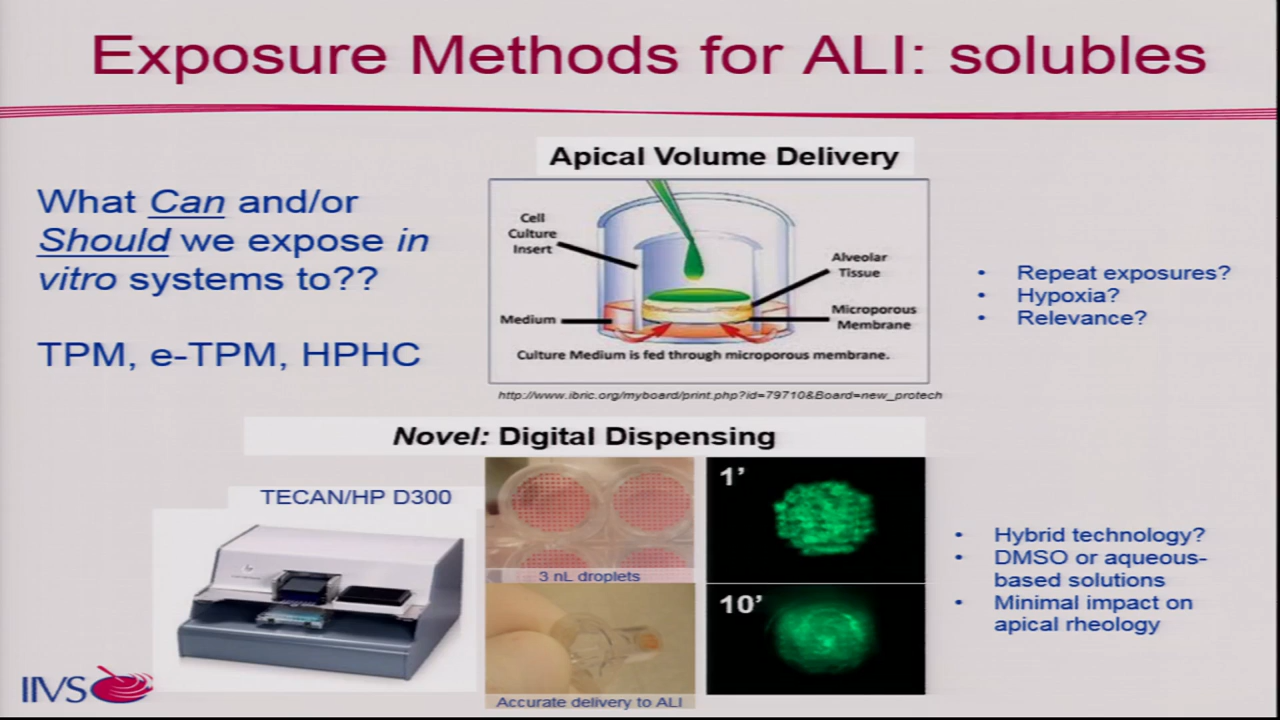 Exposure Methods for ALI: solubles
What Can and/or
Should we expose in
vitro systems to??
TPM, e-TPM, HPHC
Apical Volume Delivery
Cell
Culture
Insert
Alveolar
Tissue
Medium
Microporous
Membrane
Culture Medium is fed through microporous membrane.
http://www.ibric.org/myboard/print.php?id=79710&Board=new_protech
• Repeat exposures?
• Hypoxia?
• Relevance?
Novel: Digital Dispensing
TECAN/HP D300
3 nL droplets
Accurate delivery to ALI
1’
10’
• Hybrid technology?
• DMSO or aqueous-
based solutions
• Minimal impact on
apical rheology
IIVS